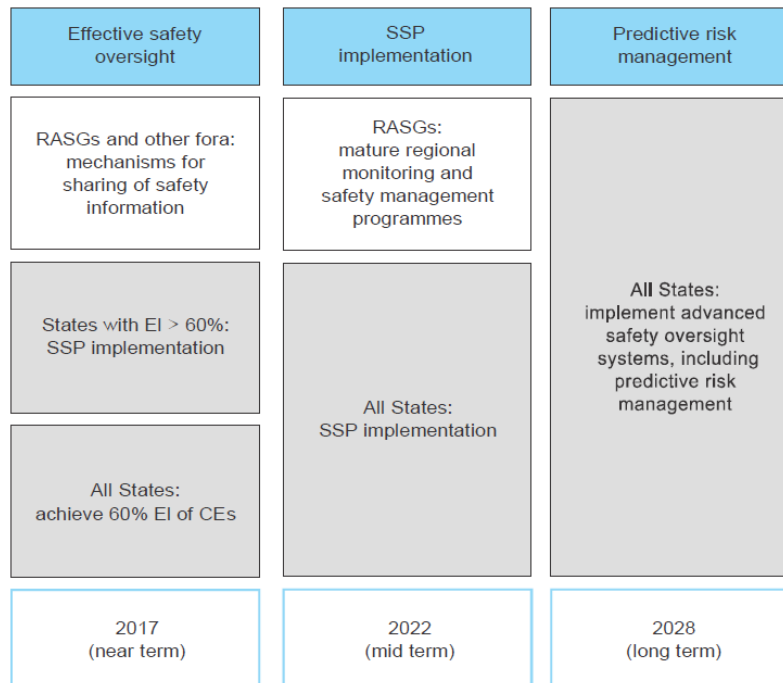 Effective safety
oversight
SSP
implementation
Predictive risk
management
RASGs and other fora:
mechanisms for
sharing of safety
information
RASGs:
mature regional
monitoring and
safety management
programmes
All States:
implement advanced
safety oversight
systems, including
predictive risk
management
States with EI > 60%:
SSP implementation
All States:
SSP implementation
All States:
achieve 60% EI of CEs
2017
(near term)
2022
(mid term)
2028
(long term)